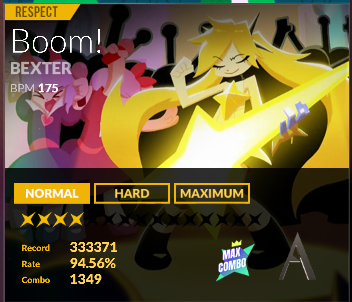 RESPECT
Boom!
BEXTER
BPM 175
NORMAL HARD MAXIMUM
Record 333371
Rate 94.56%
Combo 1349
MAX
COMBO
A